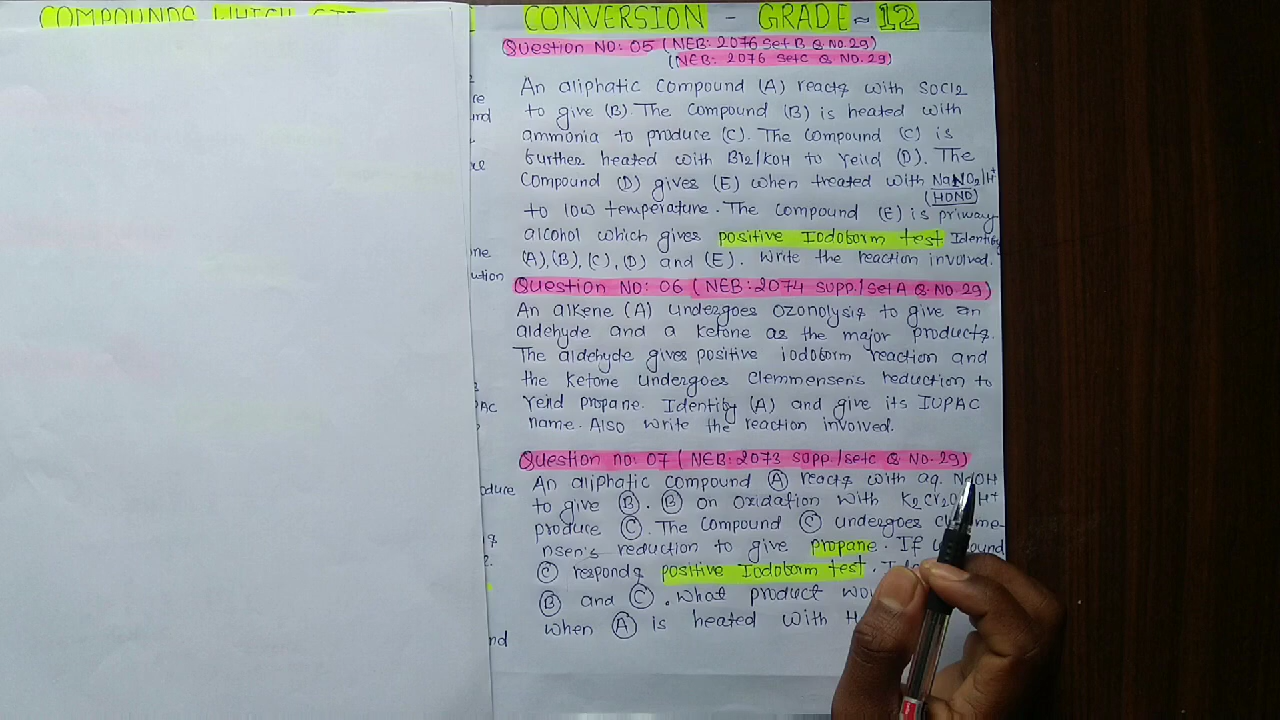 COMPOUNDS WHICH
CONVERSION - GRADE ~ 12
Question No: 05 (NEB: 2076 Set B Q. No. 29)
(NEB: 2076 Set C Q. NO. 29)
An aliphatic compound (A) reacts with SOCl2
to give (B). The compound (B) is heated with
ammonia to produce (C). The compound (C) is
further heated with Br2/KOH to Yeild (D). The
compound (D) gives (E) when treated with NaNO2/H+
(HONO)
to low temperature. The compound (E) is primary
alcohol which gives positive Iodoform test Identify
(A), (B), (C), (D) and (E). Write the reaction involved.
Question No: 06 (NEB: 2074 Supp./Set A Q. NO. 29)
An alkene (A) undergoes ozonolysis to give an
aldehyde and a ketone as the major products.
The aldehyde gives positive iodoform reaction and
the ketone undergoes Clemmensen's reduction to
Yeild propane. Identify (A) and give its IUPAC
name. Also write the reaction involved.
Question no: 07 (NEB: 2073 Supp./Set C Q NO. 29)
An aliphatic compound (A) reacts with aq. NaOH
to give (B). (B) on oxidation with H+
produce (C). The compound (C) undergoes
nsen's reduction to give propane. If
(C) responds positive Iodoform test.
(B) and (C). What product
when (A) is heated with